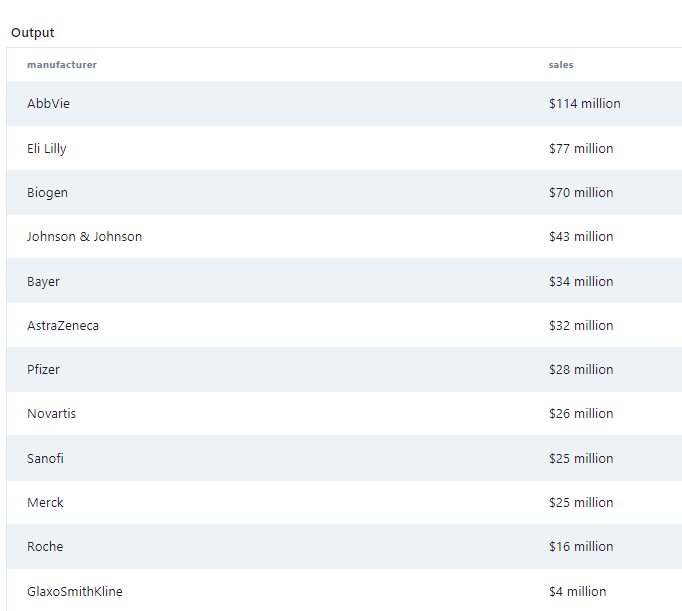 Output
manufacturer sales
AbbVie $114 million
Eli Lilly $77 million
Biogen $70 million
Johnson & Johnson $43 million
Bayer $34 million
AstraZeneca $32 million
Pfizer $28 million
Novartis $26 million
Sanofi $25 million
Merck $25 million
Roche $16 million
GlaxoSmithKline $4 million